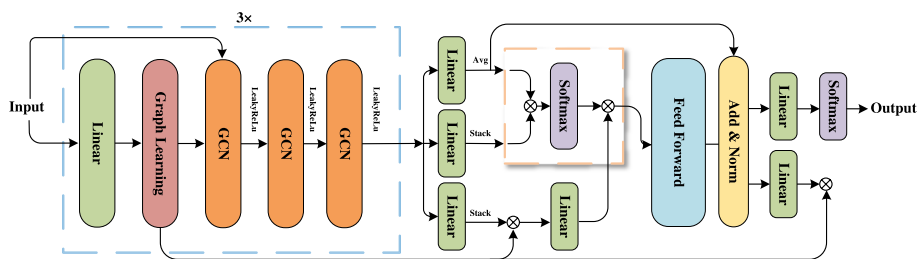 3×
Input
Linear
Graph Learning
GCN
LeakyReLu
GCN
LeakyReLu
GCN
LeakyReLu
Linear
Avg
Linear
Stack
Linear
Stack
Softmax
Linear
Feed Forward
Add & Norm
Linear
Softmax
Output
Linear